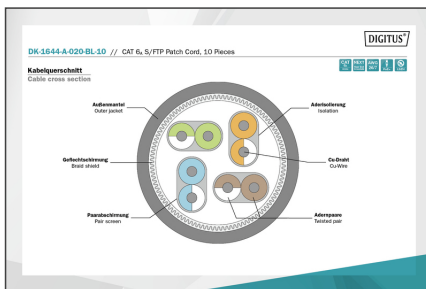 DIGITUS®
DK-1644-A-020-BL-10 // CAT 6A S/FTP Patch Cord, 10 Pieces
Kabelquerschnitt
Cable cross section
Außenmantel
Outer jacket
Aderisolierung
Isolation
Geflechtschirmung
Braid shield
Cu-Draht
Cu-Wire
Paarabschirmung
Pair screen
Adernpaare
Twisted pair